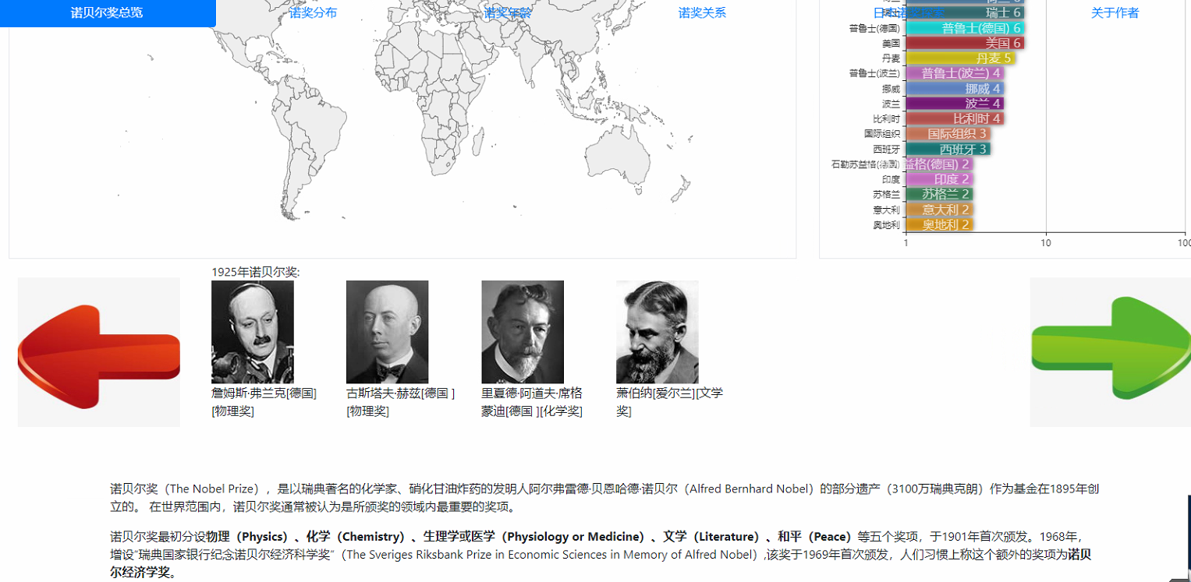 诺贝尔奖总览
诺奖分布
诺奖年龄
诺奖关系
关于作者
瑞士 瑞士 6
普鲁士(德国) 普鲁士(德国) 6
美国 美国 6
丹麦 丹麦 5
普鲁士(波兰) 普鲁士(波兰) 4
挪威 挪威 4
波兰 波兰 4
比利时 比利时 4
国际组织 国际组织 3
西班牙 西班牙 3
石勒苏益格(德国) 益格(德国) 2
印度 印度 2
苏格兰 苏格兰 2
意大利 意大利 2
奥地利 奥地利 2
1 10 100
1925年诺贝尔奖:
詹姆斯·弗兰克[德国]
[物理奖]
古斯塔夫·赫兹[德国 ]
[物理奖]
里夏德·阿道夫·席格
蒙迪[德国 ][化学奖]
萧伯纳[爱尔兰][文学
奖]
诺贝尔奖（The Nobel Prize），是以瑞典著名的化学家、硝化甘油炸药的发明人阿尔弗雷德·贝恩哈德·诺贝尔（Alfred Bernhard Nobel）的部分遗产（3100万瑞典克朗）作为基金在1895年创
立的。 在世界范围内，诺贝尔奖通常被认为是所颁奖的领域内最重要的奖项。
诺贝尔奖最初分设物理（Physics）、化学（Chemistry）、生理学或医学（Physiology or Medicine）、文学（Literature）、和平（Peace）等五个奖项，于1901年首次颁发。1968年，
增设“瑞典国家银行纪念诺贝尔经济科学奖”（The Sveriges Riksbank Prize in Economic Sciences in Memory of Alfred Nobel）,该奖于1969年首次颁发，人们习惯上称这个额外的奖项为诺贝
尔经济学奖。